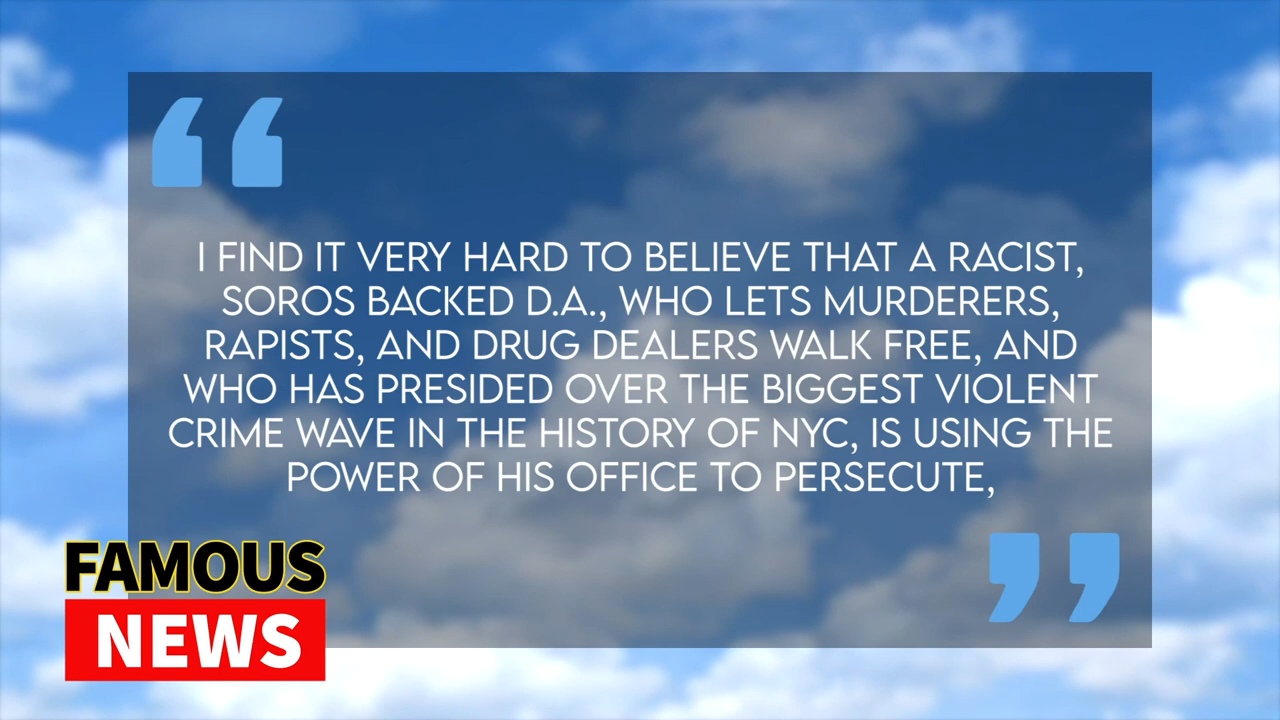 I FIND IT VERY HARD TO BELIEVE THAT A RACIST,
SOROS BACKED D.A., WHO LETS MURDERERS,
RAPISTS, AND DRUG DEALERS WALK FREE, AND
WHO HAS PRESIDED OVER THE BIGGEST VIOLENT
CRIME WAVE IN THE HISTORY OF NYC, IS USING THE
POWER OF HIS OFFICE TO PERSECUTE,
FAMOUS
NEWS